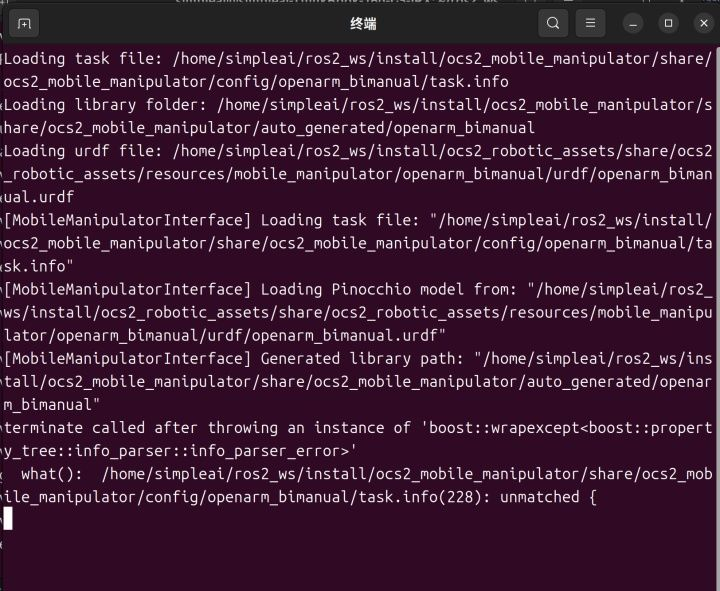 终端
Loading task file: /home/simpleai/ros2_ws/install/ocs2_mobile_manipulator/share/
ocs2_mobile_manipulator/config/openarm_bimanual/task.info
Loading library folder: /home/simpleai/ros2_ws/install/ocs2_mobile_manipulator/s
hare/ocs2_mobile_manipulator/auto_generated/openarm_bimanual
Loading urdf file: /home/simpleai/ros2_ws/install/ocs2_robotic_assets/share/ocs2
_robotic_assets/resources/mobile_manipulator/openarm_bimanual/urdf/openarm_biman
ual.urdf
[MobileManipulatorInterface] Loading task file: "/home/simpleai/ros2_ws/install/
ocs2_mobile_manipulator/share/ocs2_mobile_manipulator/config/openarm_bimanual/ta
sk.info"
[MobileManipulatorInterface] Loading Pinocchio model from: "/home/simpleai/ros2_
ws/install/ocs2_robotic_assets/share/ocs2_robotic_assets/resources/mobile_manipu
lator/openarm_bimanual/urdf/openarm_bimanual.urdf"
[MobileManipulatorInterface] Generated library path: "/home/simpleai/ros2_ws/ins
tall/ocs2_mobile_manipulator/share/ocs2_mobile_manipulator/auto_generated/openar
m_bimanual"
terminate called after throwing an instance of 'boost::wrapexcept<boost::propert
y_tree::info_parser::info_parser_error>'
  what():  /home/simpleai/ros2_ws/install/ocs2_mobile_manipulator/share/ocs2_mob
ile_manipulator/config/openarm_bimanual/task.info(228): unmatched {